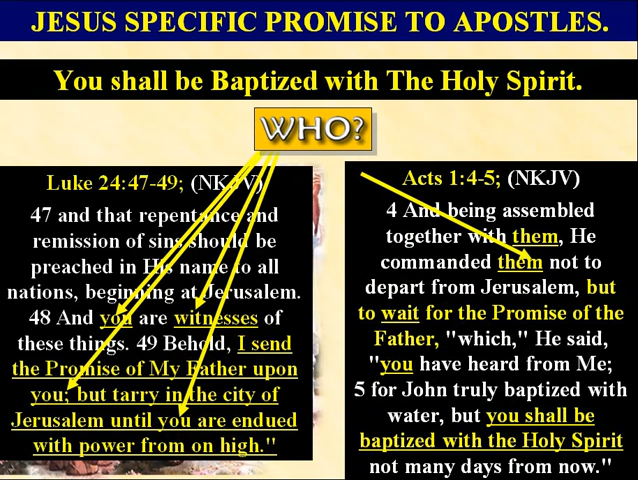 JESUS SPECIFIC PROMISE TO APOSTLES.
You shall be Baptized with The Holy Spirit.
WHO?
Luke 24:47-49; (NKJV)
47 and that repentance and
remission of sins should be
preached in His name to all
nations, beginning at Jerusalem.
48 And you are witnesses of
these things. 49 Behold, I send
the Promise of My Father upon
you; but tarry in the city of
Jerusalem until you are endued
with power from on high."
Acts 1:4-5; (NKJV)
4 And being assembled
together with them, He
commanded them not to
depart from Jerusalem, but
to wait for the Promise of the
Father, "which," He said,
"you have heard from Me;
5 for John truly baptized with
water, but you shall be
baptized with the Holy Spirit
not many days from now."